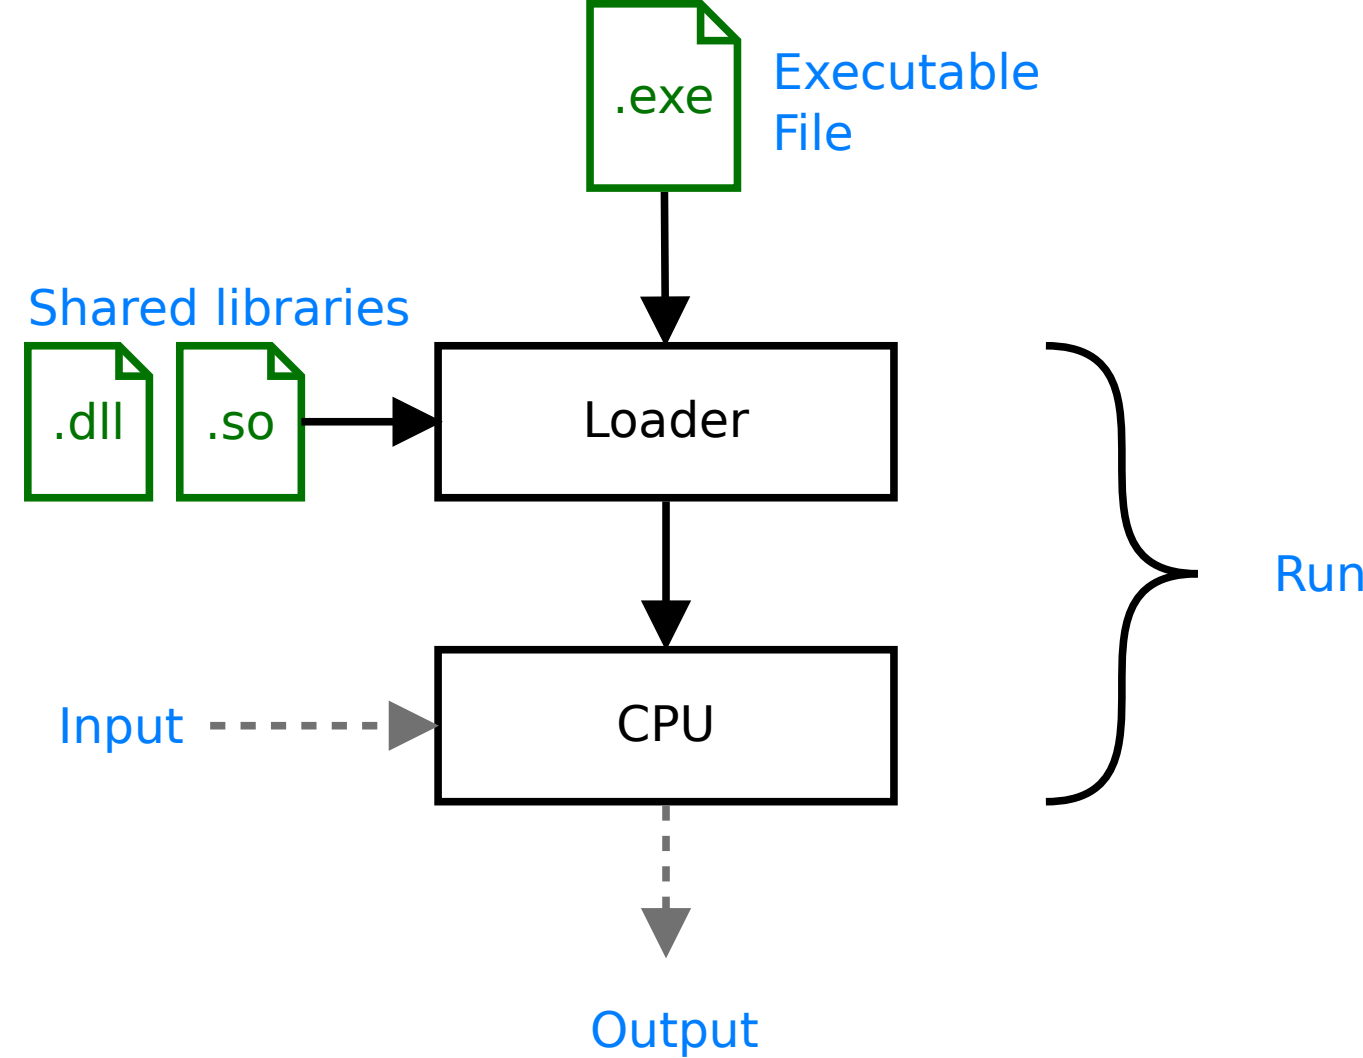 .exe
Executable
File
Shared libraries
.dll
.so
Loader
Run
Input
CPU
Output